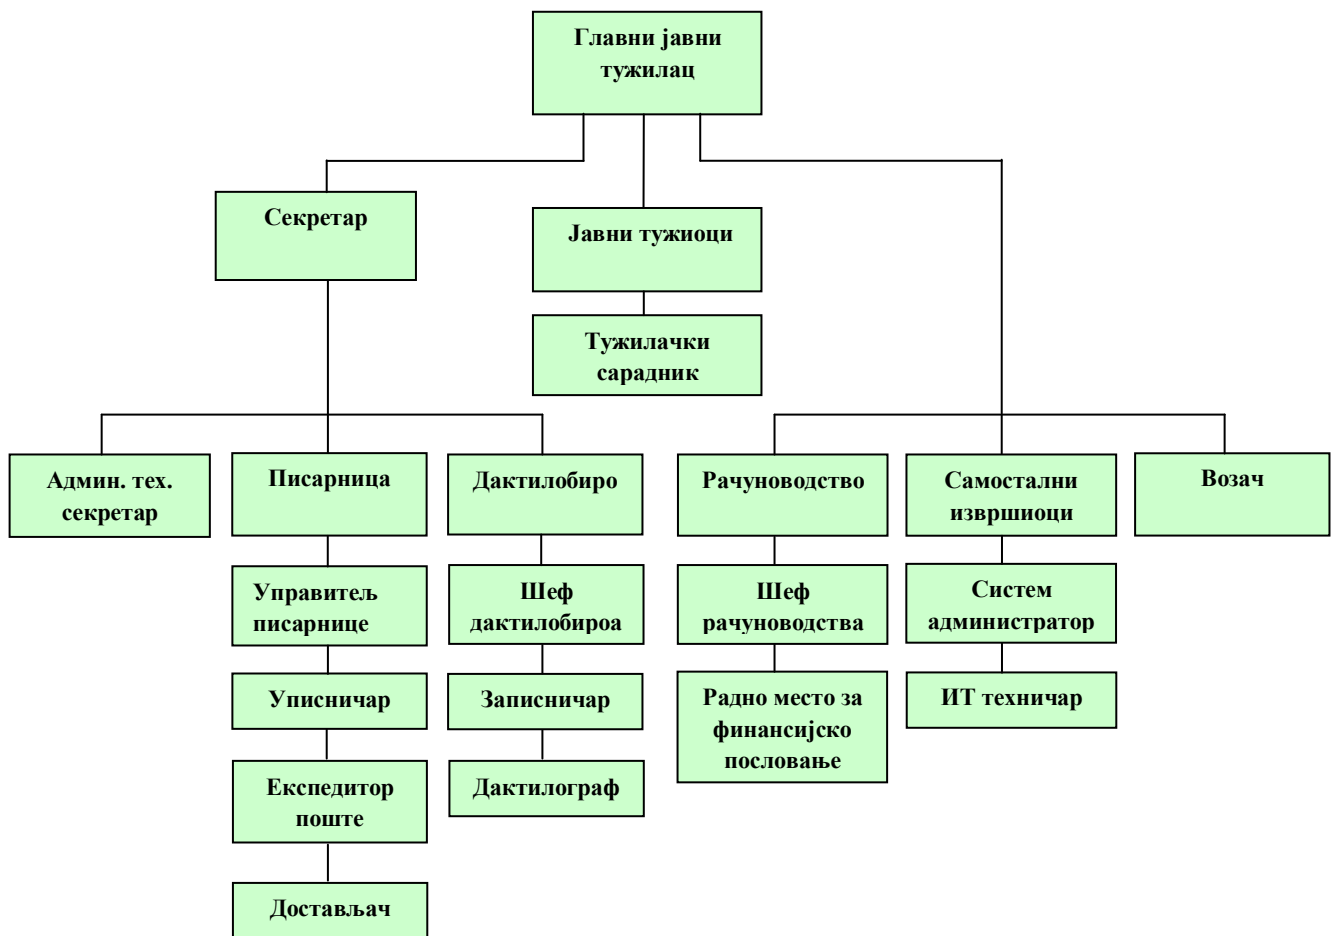 Главни јавни
тужилац
Секретар
Јавни тужиоци
Тужилачки
сарадник
Админ. тех.
секретар
Писарница
Дактилобиро
Рачуноводство
Самостални
извршиоци
Возач
Управитељ
писарнице
Шеф
дактилобироа
Шеф
рачуноводства
Систем
администратор
Уписничар
Записничар
Радно место за
финансијско
пословање
ИТ техничар
Експедитор
поште
Дактилограф
Достављач